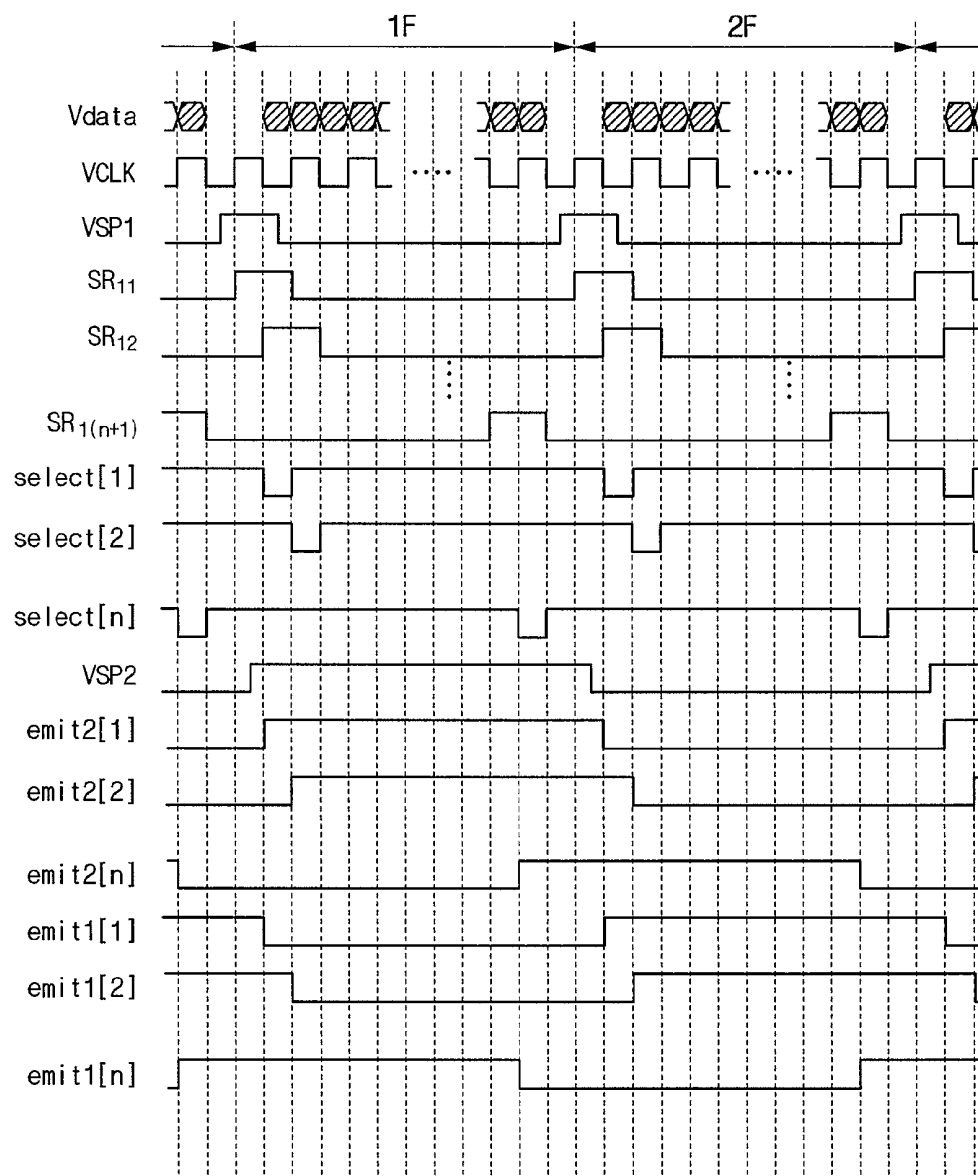 1F 2F
Vdata
VCLK
VSP1
SR11
SR12
SR1(n+1)
select[1]
select[2]
select[n]
VSP2
emit2[1]
emit2[2]
emit2[n]
emit1[1]
emit1[2]
emit1[n]